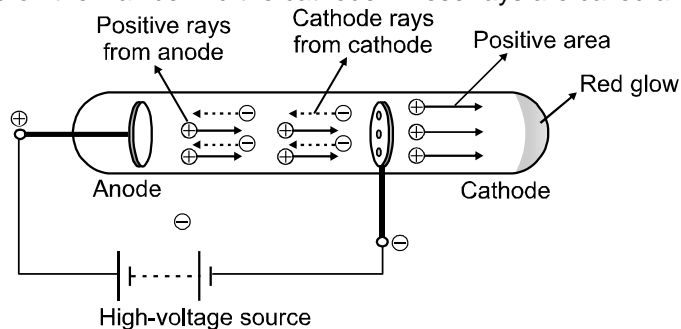 Positive rays
from anode
Cathode rays
from cathode
Positive area
Red glow
Anode
Cathode
High-voltage source